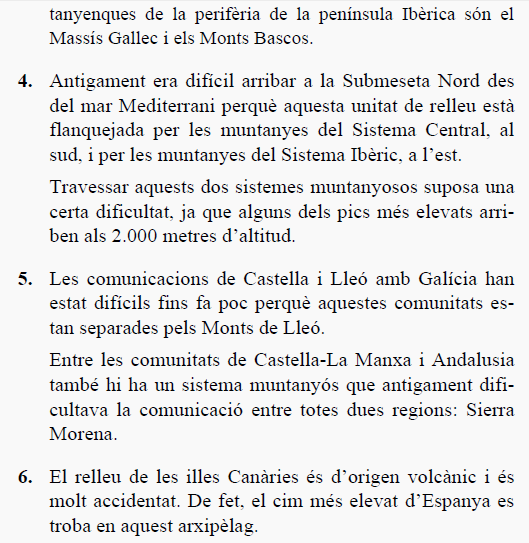 tanyenques de la perifèria de la península Ibèrica són el
Massís Gallec i els Monts Bascos.
4. Antigament era difícil arribar a la Submeseta Nord des
del mar Mediterrani perquè aquesta unitat de relleu està
flanquejada per les muntanyes del Sistema Central, al
sud, i per les muntanyes del Sistema Ibèric, a l’est.
Travessar aquests dos sistemes muntanyosos suposa una
certa dificultat, ja que alguns dels pics més elevats arri-
ben als 2.000 metres d’altitud.
5. Les comunicacions de Castella i Lleó amb Galícia han
estat difícils fins fa poc perquè aquestes comunitats es-
tan separades pels Monts de Lleó.
Entre les comunitats de Castella-La Manxa i Andalusia
també hi ha un sistema muntanyós que antigament difi-
cultava la comunicació entre totes dues regions: Sierra
Morena.
6. El relleu de les illes Canàries és d’origen volcànic i és
molt accidentat. De fet, el cim més elevat d’Espanya es
troba en aquest arxipèlag.